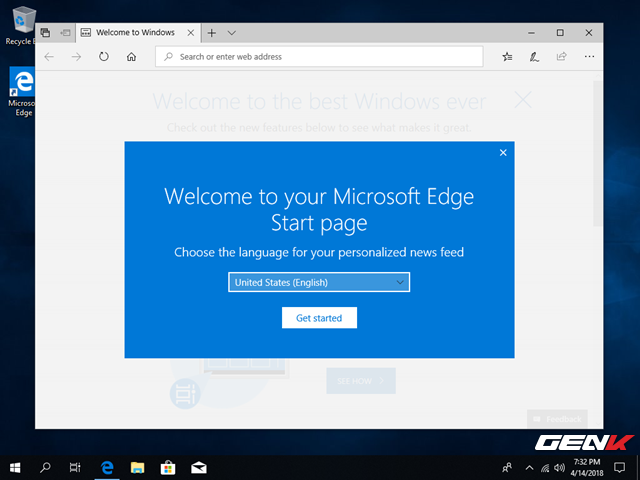 Recycle B
Microso
Edge
Welcome to Windows
Search or enter web address
Welcome to the best Windows ever
Check out the new features below to see what makes it great.
Welcome to your Microsoft Edge
Start page
Choose the language for your personalized news feed
United States (English)
Get started
SEE HOW
Feedback
GENK
7:32 PM
4/14/2018